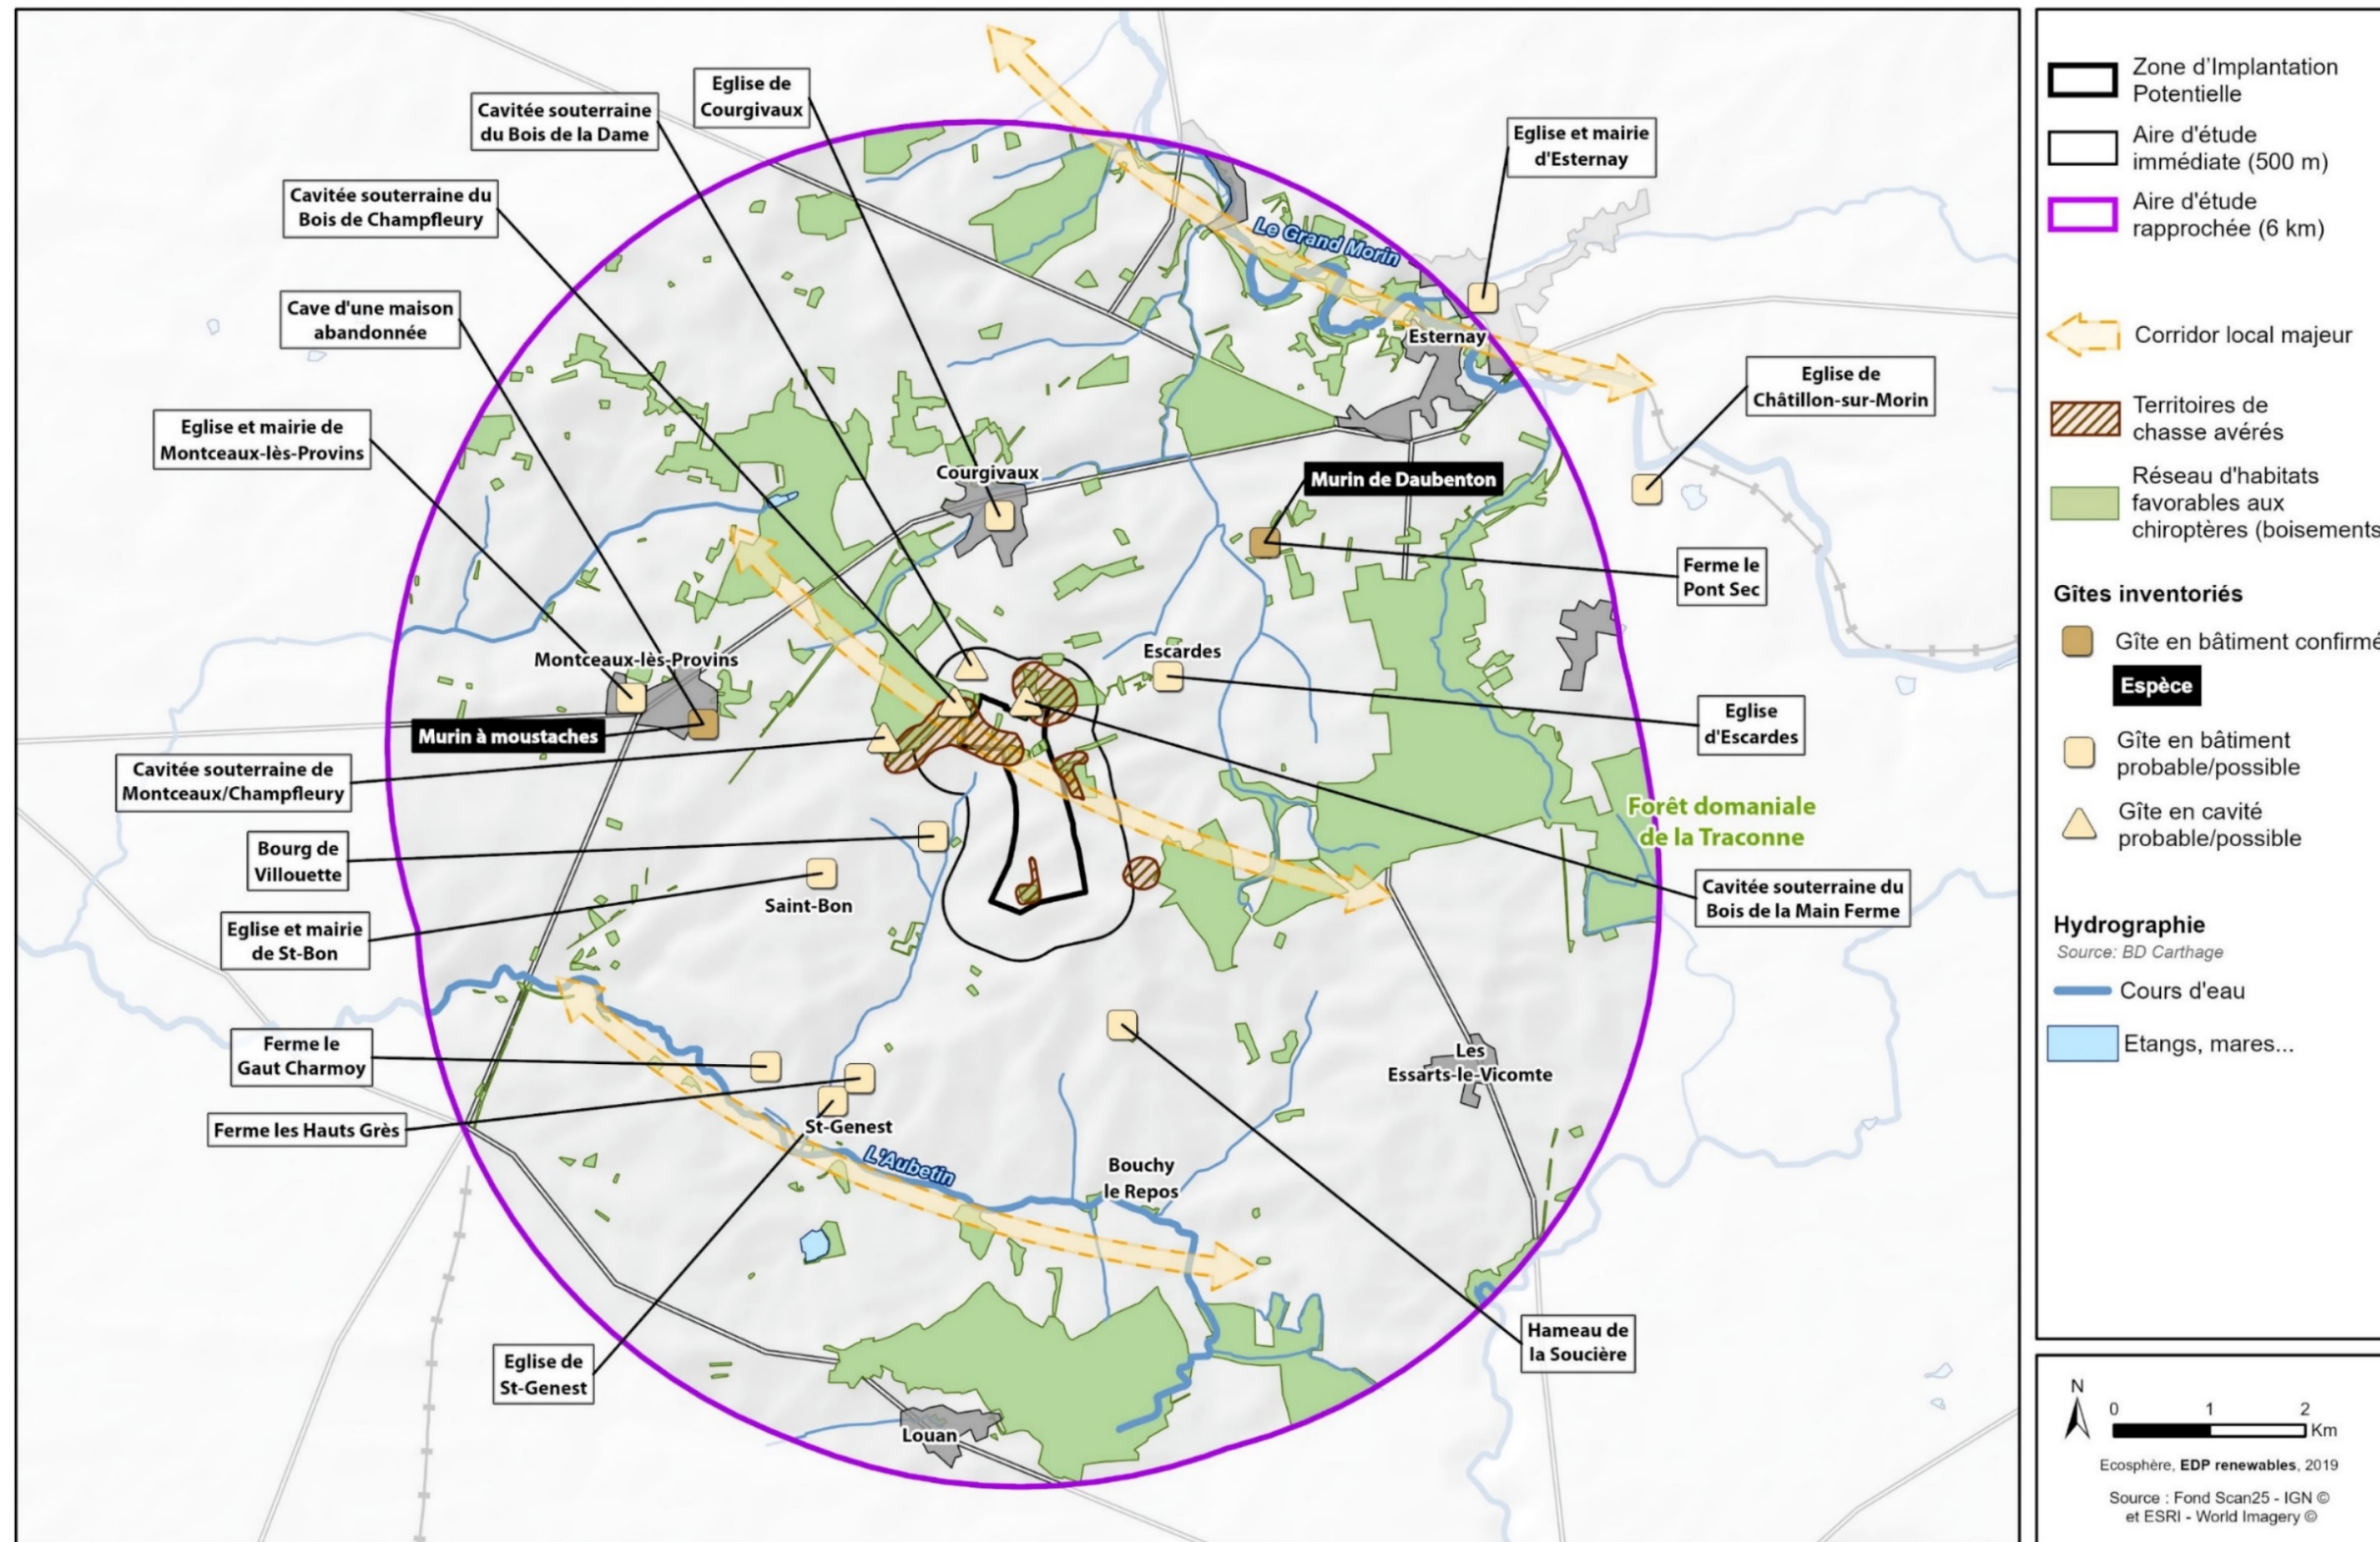 Eglise de
Courgivaux
Cavitée souterraine
du Bois de la Dame
Cavitée souterraine du
Bois de Champfleury
Cave d'une maison
abandonnée
Eglise et mairie de
Montceaux-lès-Provins
Eglise et mairie
d'Esternay
Le Grand Morin
Esternay
Eglise de
Châtillon-sur-Morin
Courgivaux
Murin de Daubenton
Ferme le
Pont Sec
Montceaux-lès-Provins
Escardes
Murin à moustaches
Eglise
d'Escardes
Cavitée souterraine de
Montceaux/Champfleury
Forêt domaniale
de la Traconne
Bourg de
Villouette
Saint-Bon
Cavitée souterraine du
Bois de la Main Ferme
Eglise et mairie
de St-Bon
Ferme le
Gaut Charmoy
Les
Essarts-le-Vicomte
Ferme les Hauts Grès
St-Genest
L'Aubetin
Bouchy
le Repos
Eglise de
St-Genest
Hameau de
la Soucière
Louan
Zone d'Implantation
Potentielle
Aire d'étude
immédiate (500 m)
Aire d'étude
rapprochée (6 km)
Corridor local majeur
Territoires de
chasse avérés
Réseau d'habitats
favorables aux
chiroptères (boisements
Gîtes inventoriés
Gîte en bâtiment confirmé
Espèce
Gîte en bâtiment
probable/possible
Gîte en cavité
probable/possible
Hydrographie
Source: BD Carthage
Cours d'eau
Etangs, mares...
N
0 1 2
Km
Ecosphère, EDP renewables, 2019
Source : Fond Scan25 - IGN ©
et ESRI - World Imagery ©